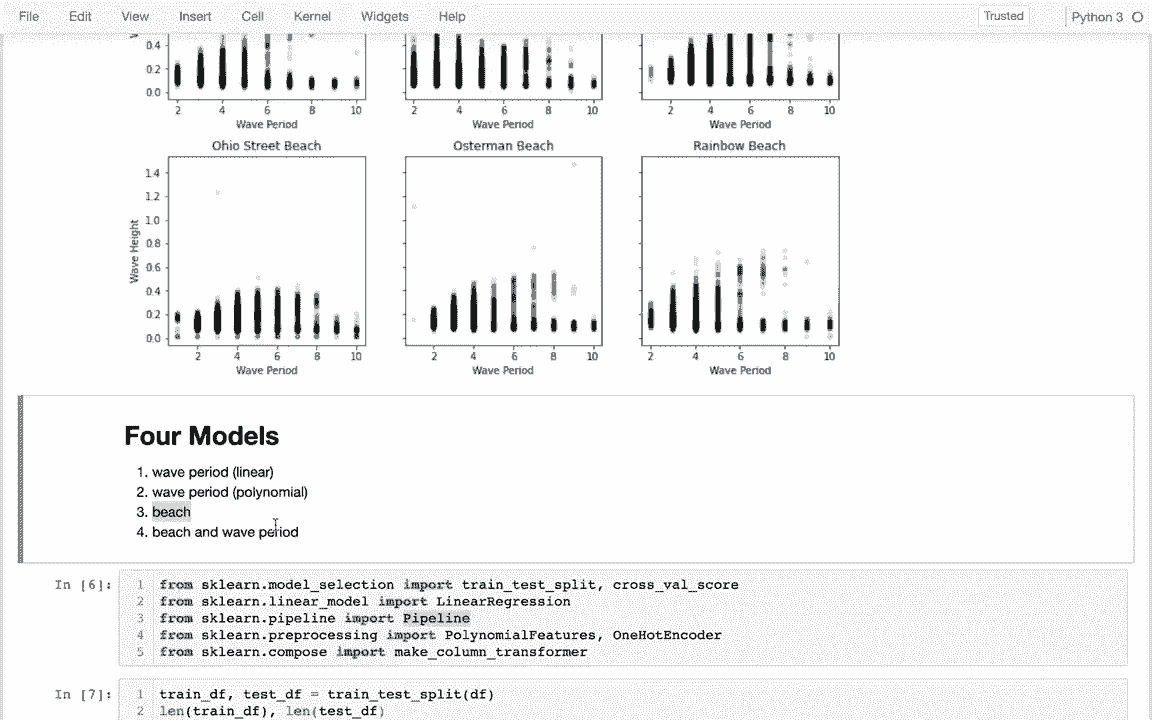 File Edit View Insert Cell Kernel Widgets Help Trusted Python 3
0.4
0.2
0.0
2 4 6 8 10 2 4 6 8 10 2 4 6 8 10
Wave Period Wave Period Wave Period
Ohio Street Beach Osterman Beach Rainbow Beach
1.4
1.2
1.0
0.8
0.6
0.4
0.2
0.0
Wave Height
2 4 6 8 10 2 4 6 8 10 2 4 6 8 10
Wave Period Wave Period Wave Period
Four Models
1. wave period (linear)
2. wave period (polynomial)
3. beach
4. beach and wave period
In [6]: 1 from sklearn.model_selection import train_test_split, cross_val_score
2 from sklearn.linear_model import LinearRegression
3 from sklearn.pipeline import Pipeline
4 from sklearn.preprocessing import PolynomialFeatures, OneHotEncoder
5 from sklearn.compose import make_column_transformer
In [7]: 1 train_df, test_df = train_test_split(df)
2 len(train_df), len(test_df)